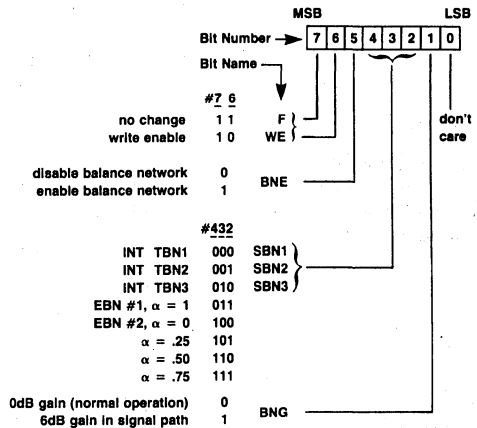 MSB LSB
Bit Number 7 6 5 4 3 2 1 0
Bit Name
#7 6
no change 1 1 F don't
write enable 1 0 WE care
disable balance network 0
enable balance network 1 BNE
#432
INT TBN1 000 SBN1
INT TBN2 001 SBN2
INT TBN3 010 SBN3
EBN #1, α = 1 011
EBN #2, α = 0 100
α = .25 101
α = .50 110
α = .75 111
0dB gain (normal operation) 0
6dB gain in signal path 1 BNG